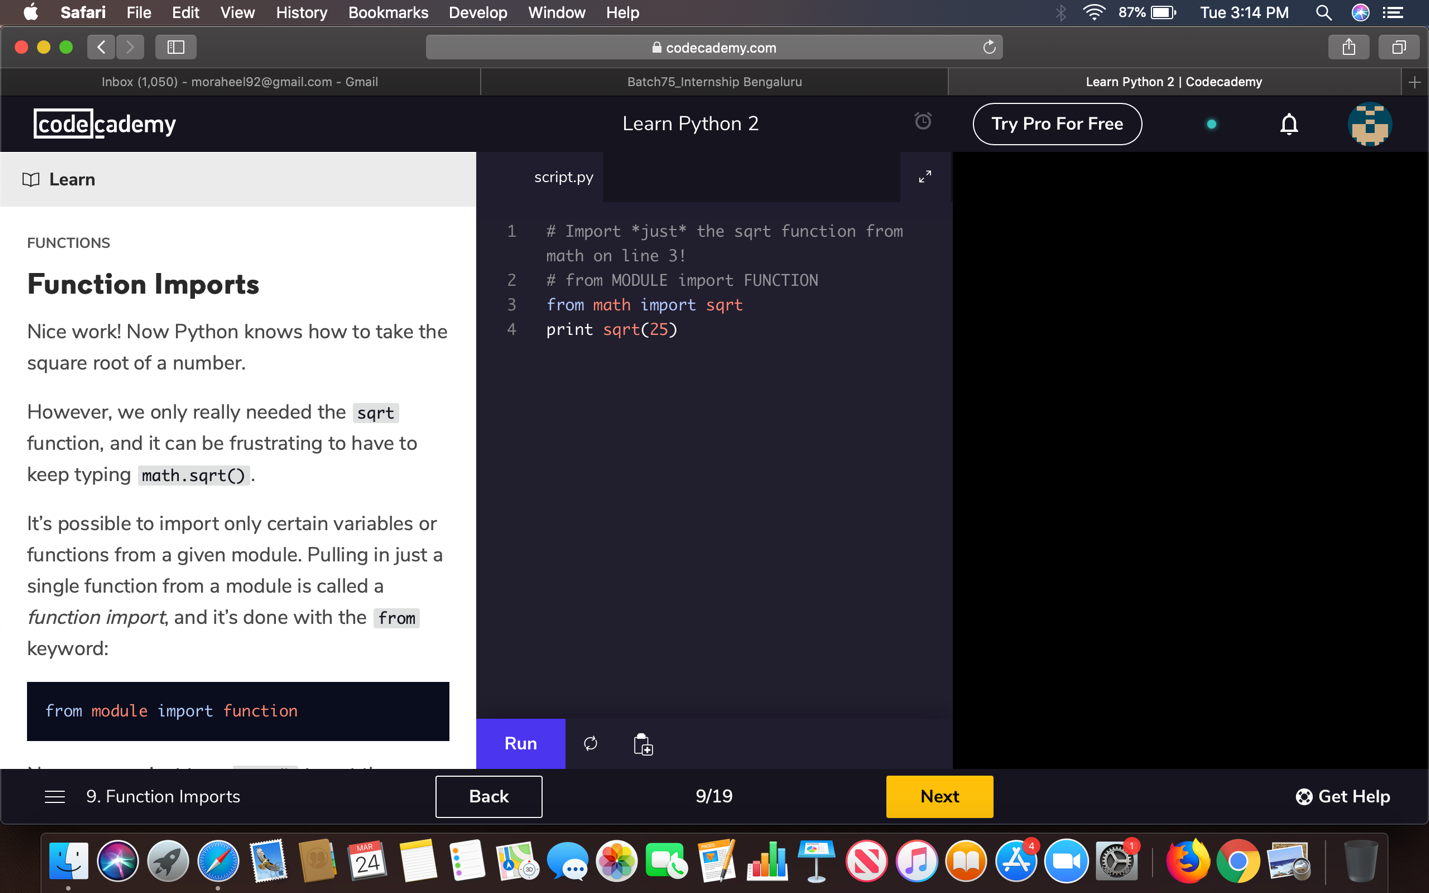 Safari File Edit View History Bookmarks Develop Window Help 87% Tue 3:14 PM
codecademy.com
Inbox (1,050) - moraheel92@gmail.com - Gmail
Batch75_Internship Bengaluru
Learn Python 2 | Codecademy
codecademy
Learn Python 2
Try Pro For Free
Learn
FUNCTIONS
Function Imports
Nice work! Now Python knows how to take the
square root of a number.
However, we only really needed the sqrt
function, and it can be frustrating to have to
keep typing math.sqrt().
It's possible to import only certain variables or
functions from a given module. Pulling in just a
single function from a module is called a
function import, and it's done with the from
keyword:
from module import function
script.py
1 # Import *just* the sqrt function from
math on line 3!
2 # from MODULE import FUNCTION
3 from math import sqrt
4 print sqrt(25)
Run
9. Function Imports
Back
9/19
Next
Get Help
MAR
24
3D
4
1